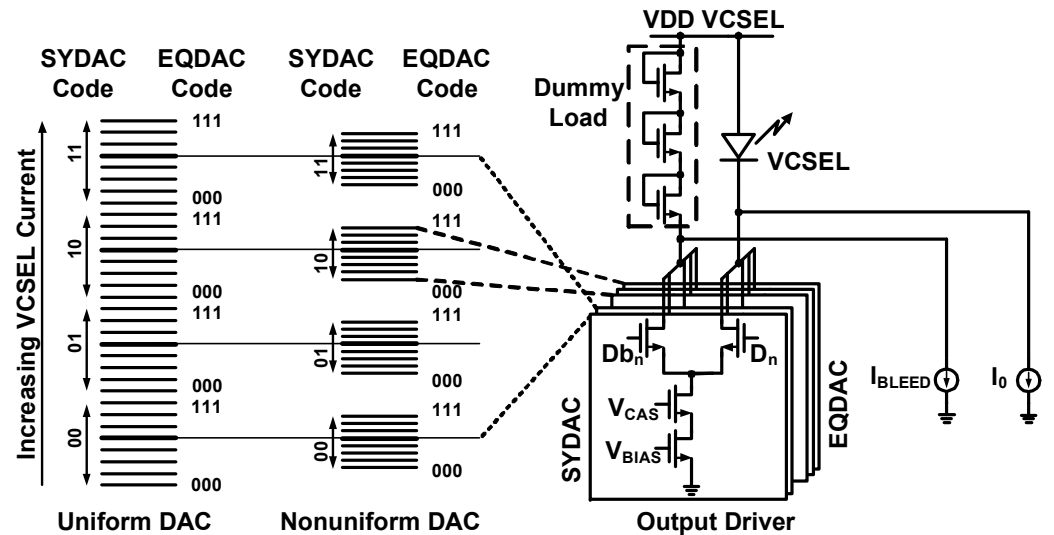 SYDAC
Code
EQDAC
Code
SYDAC
Code
EQDAC
Code
Increasing VCSEL Current
11
10
01
00
111
000
111
000
111
000
111
000
11
10
01
00
111
000
111
000
111
000
111
000
Uniform DAC
Nonuniform DAC
VDD VCSEL
Dummy
Load
VCSEL
Dbn
Dn
VCAS
VBIAS
SYDAC
EQDAC
IBLEED
I0
Output Driver